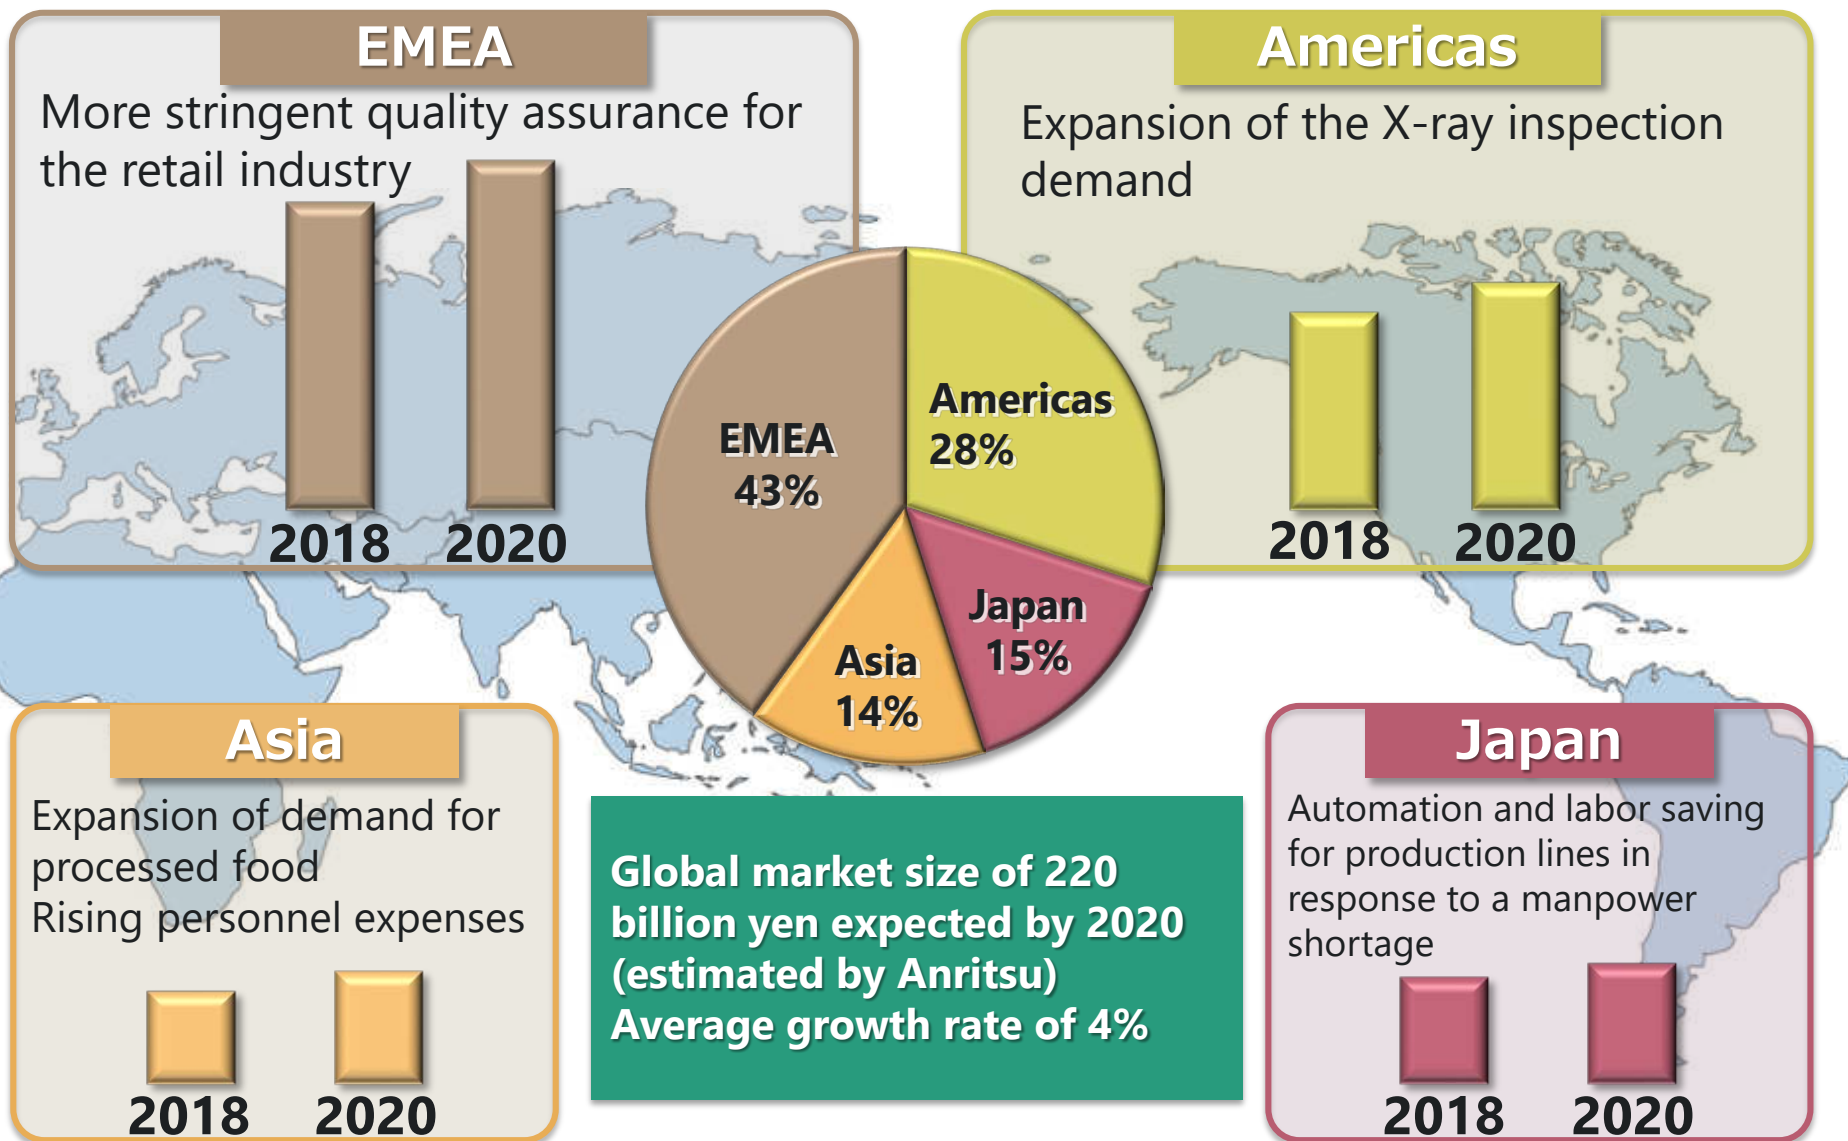 EMEA
More stringent quality assurance for
the retail industry
2018 2020
Americas
Expansion of the X-ray inspection
demand
2018 2020
EMEA
43%
Americas
28%
Japan
15%
Asia
14%
Asia
Expansion of demand for
processed food
Rising personnel expenses
2018 2020
Global market size of 220
billion yen expected by 2020
(estimated by Anritsu)
Average growth rate of 4%
Japan
Automation and labor saving
for production lines in
response to a manpower
shortage
2018 2020